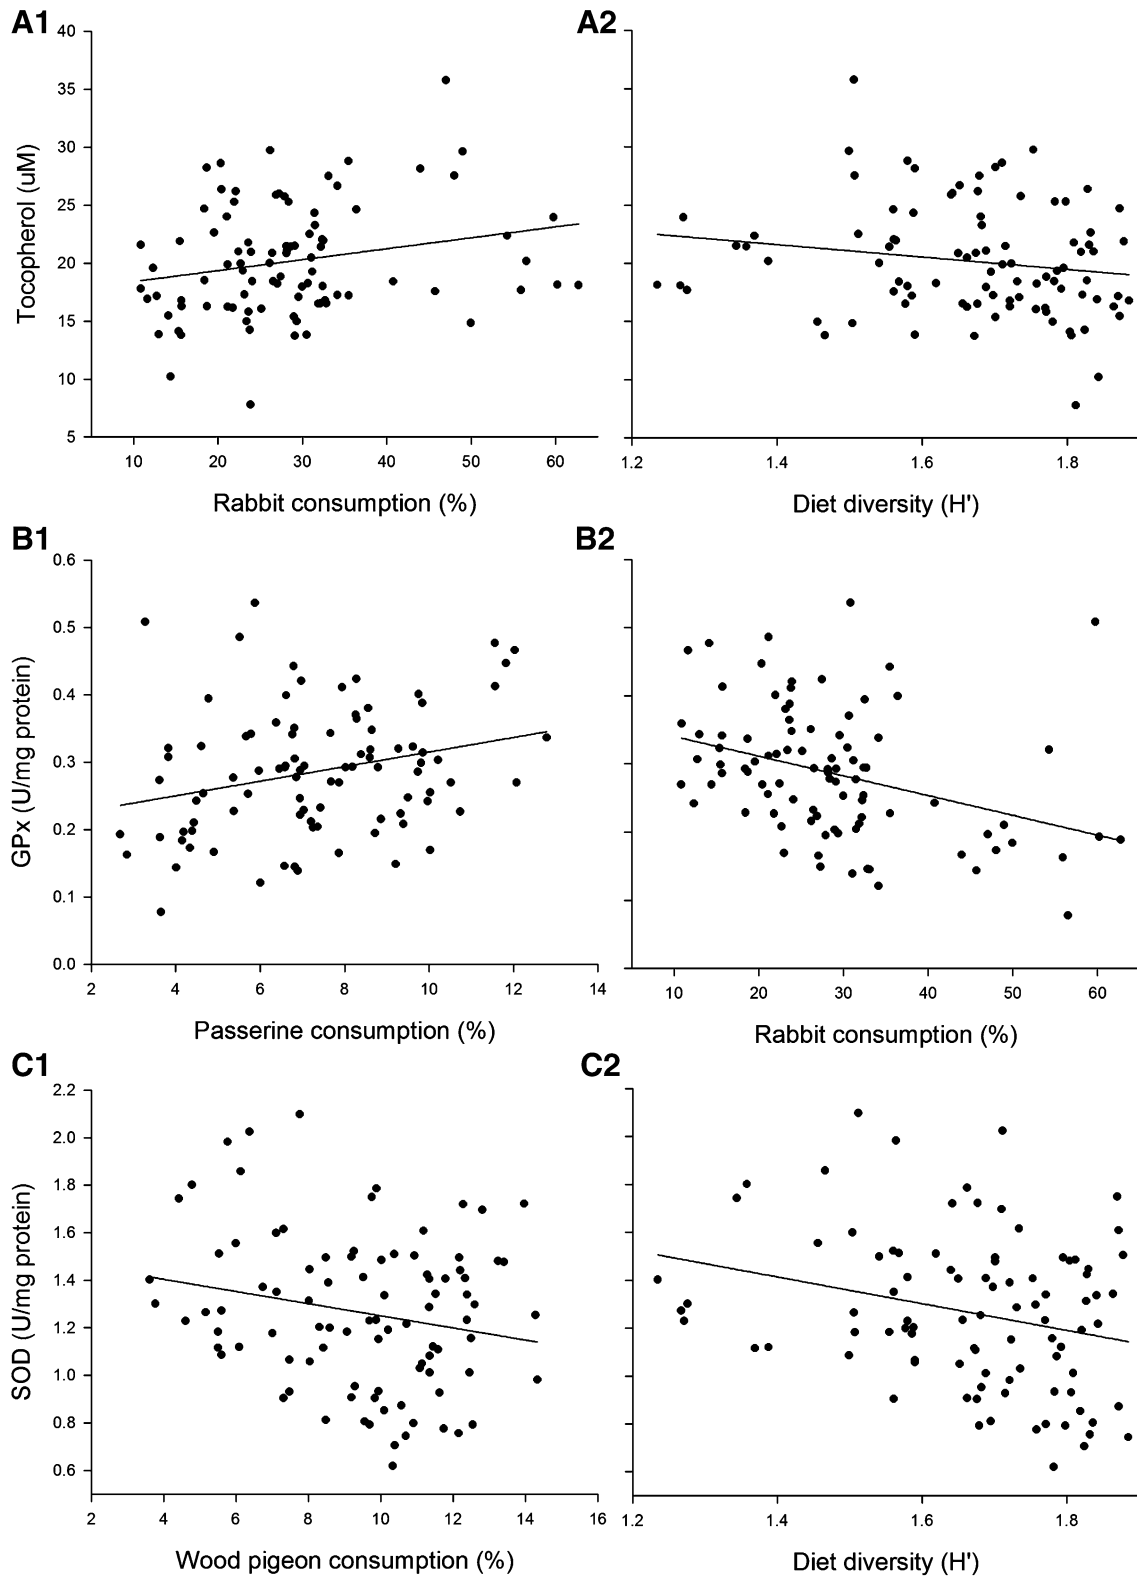 A1
A2
40
35
30
25
20
15
10
5
Tocopherol (uM)
10 20 30 40 50 60
1.2 1.4 1.6 1.8
Rabbit consumption (%)
Diet diversity (H')
B1
B2
0.6
0.5
0.4
0.3
0.2
0.1
0.0
GPx (U/mg protein)
2 4 6 8 10 12 14
10 20 30 40 50 60
Passerine consumption (%)
Rabbit consumption (%)
C1
C2
2.2
2.0
1.8
1.6
1.4
1.2
1.0
0.8
0.6
SOD (U/mg protein)
2 4 6 8 10 12 14 16
1.2 1.4 1.6 1.8
Wood pigeon consumption (%)
Diet diversity (H')